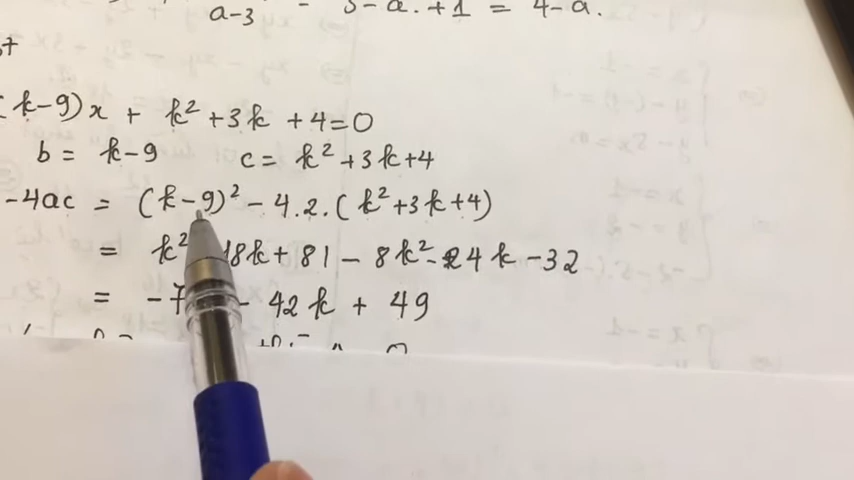 a-3 3-a. +1 = 4-a.
(k-9)x + k² +3k +4=0
b = k-9 c= k² +3k+4
-4ac = (k-9)² - 4.2.( k² +3k+4)
= k² 18k+ 81 - 8k² - 24k -32
= -7 - 42k + 49